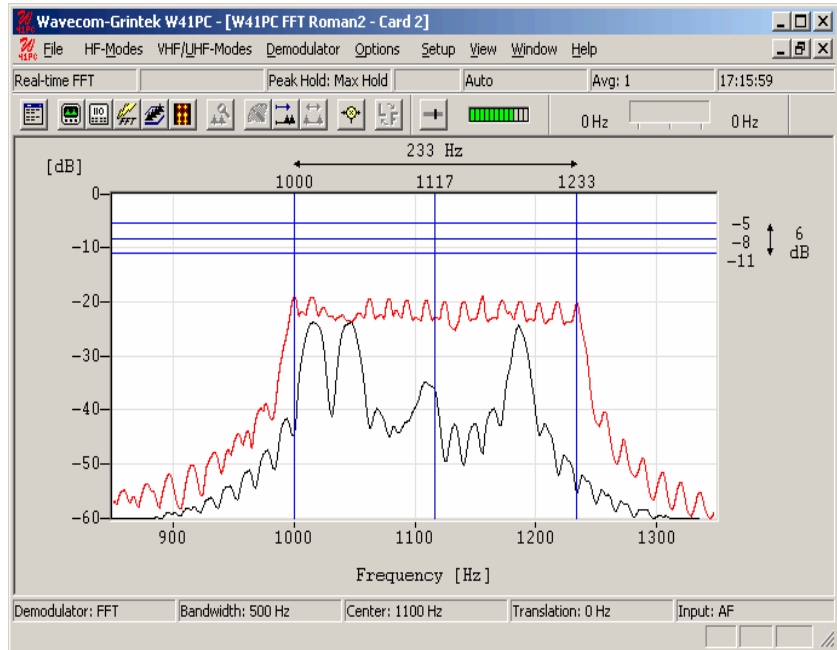 Wavecom-Grintek W41PC - [W41PC FFT Roman2 - Card 2]
W41PC File HF-Modes VHF/UHF-Modes Demodulator Options Setup View Window Help
Real-time FFT Peak Hold: Max Hold Auto Avg: 1 17:15:59
FFT L F 0 Hz 0 Hz
233 Hz
[dB]
1000 1117 1233
0
-5
-8 6
-10
-11 dB
-20
-30
-40
-50
-60
900 1000 1100 1200 1300
Frequency [Hz]
Demodulator: FFT Bandwidth: 500 Hz Center: 1100 Hz Translation: 0 Hz Input: AF